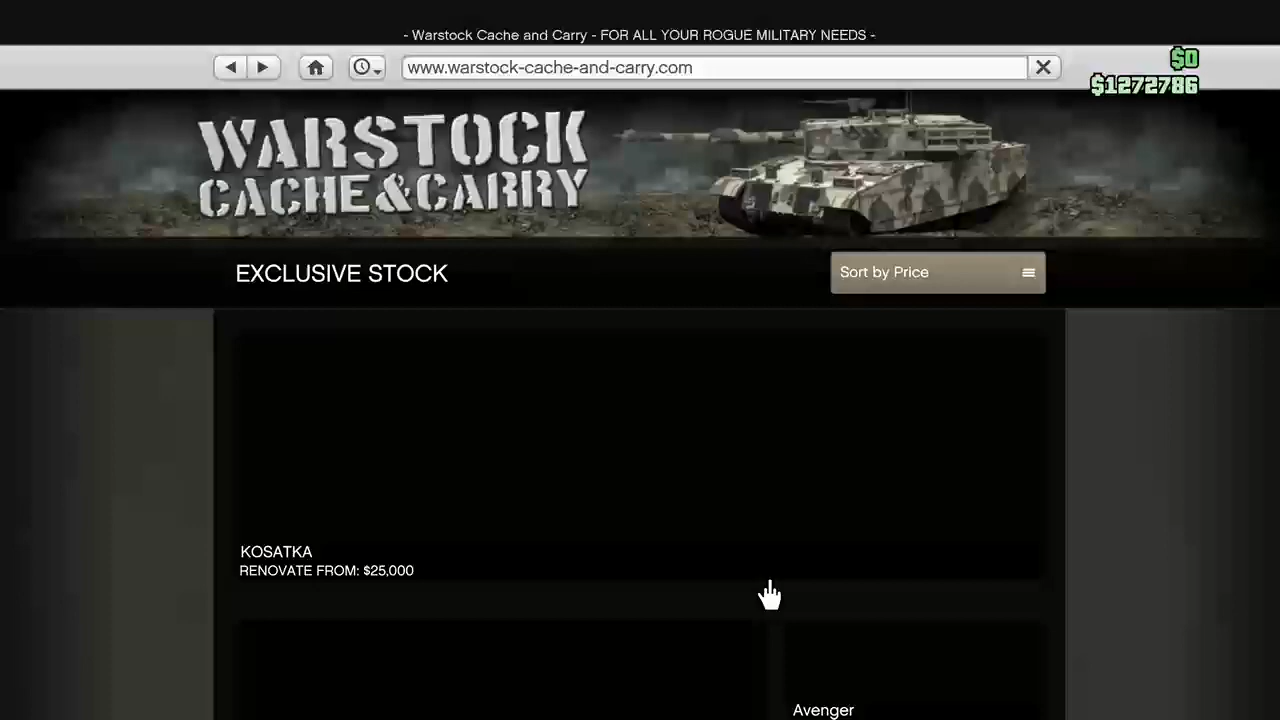 - Warstock Cache and Carry - FOR ALL YOUR ROGUE MILITARY NEEDS -
www.warstock-cache-and-carry.com
$0
$1272786
WARSTOCK
CACHE&CARRY
EXCLUSIVE STOCK
Sort by Price
KOSATKA
RENOVATE FROM: $25,000
Avenger